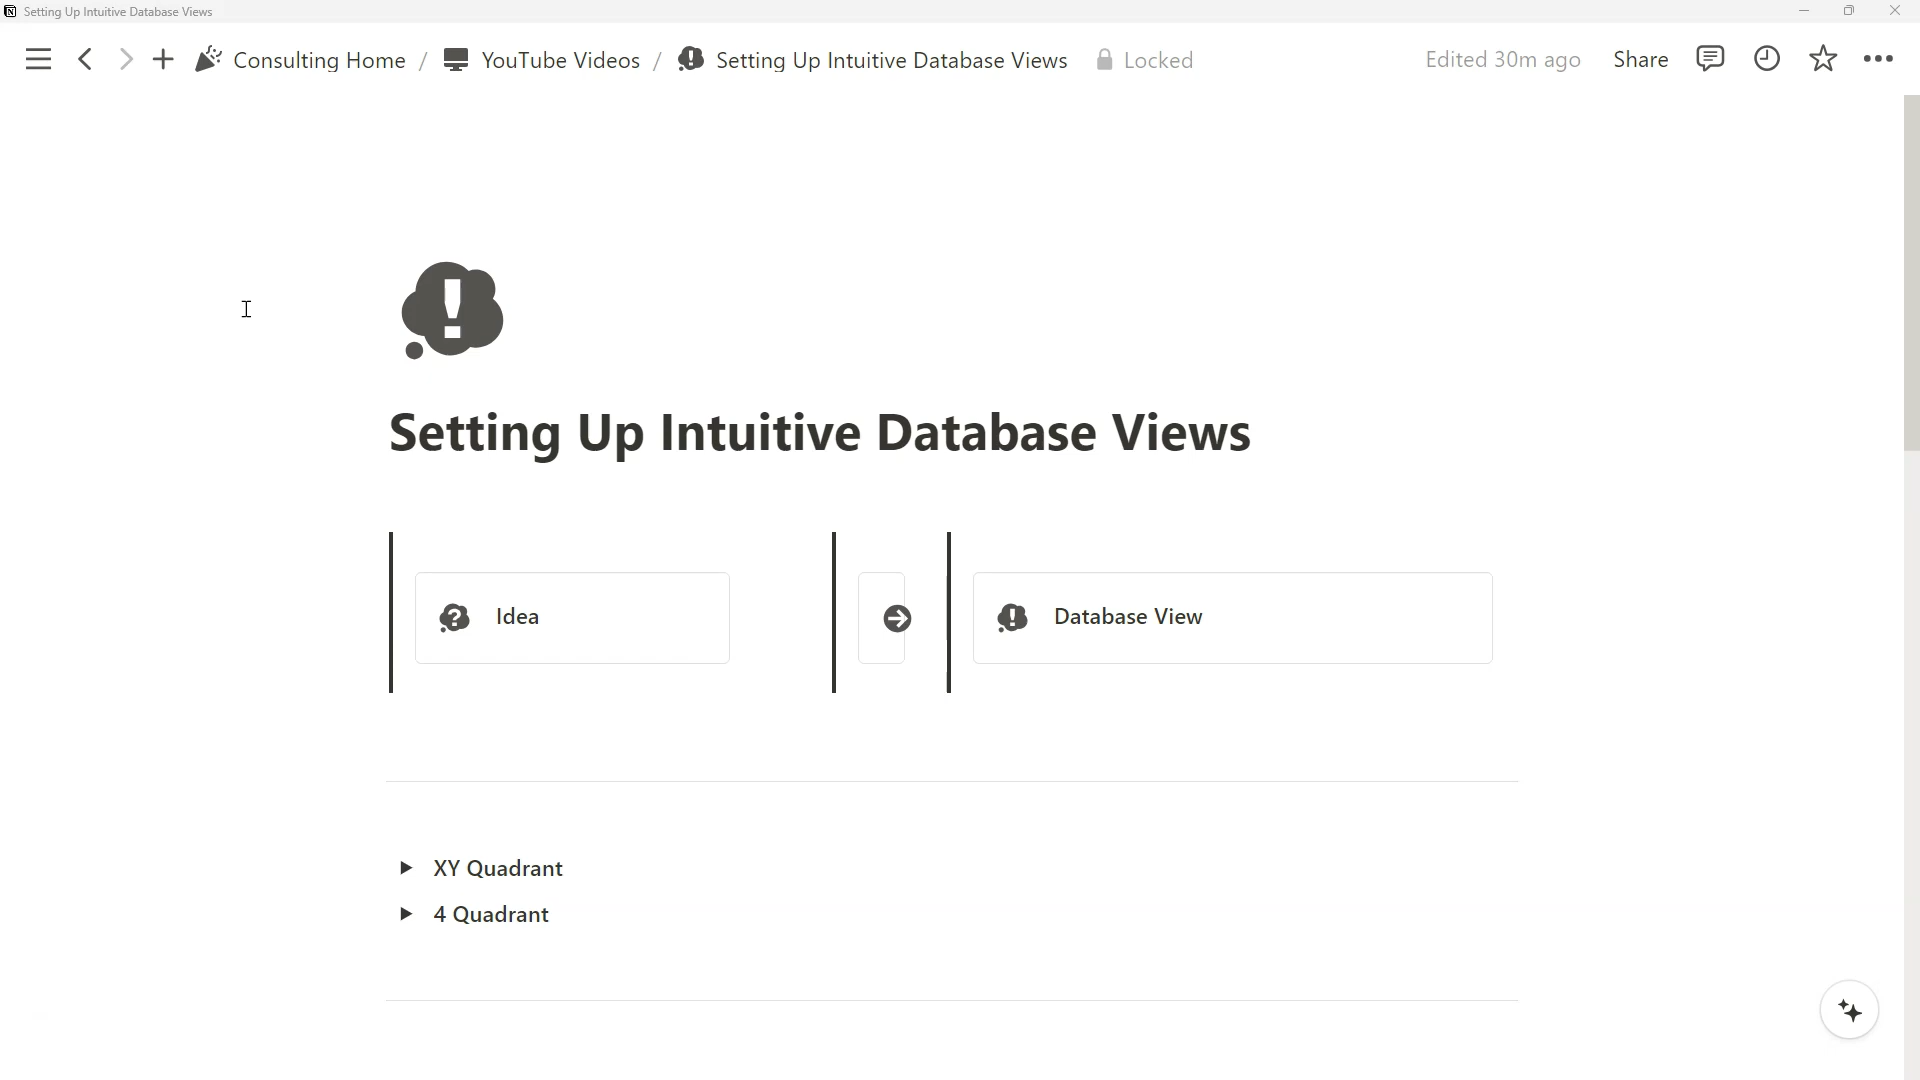 Setting Up Intuitive Database Views
Consulting Home / YouTube Videos / Setting Up Intuitive Database Views Locked Edited 30m ago Share
Setting Up Intuitive Database Views
Idea Database View
XY Quadrant
4 Quadrant